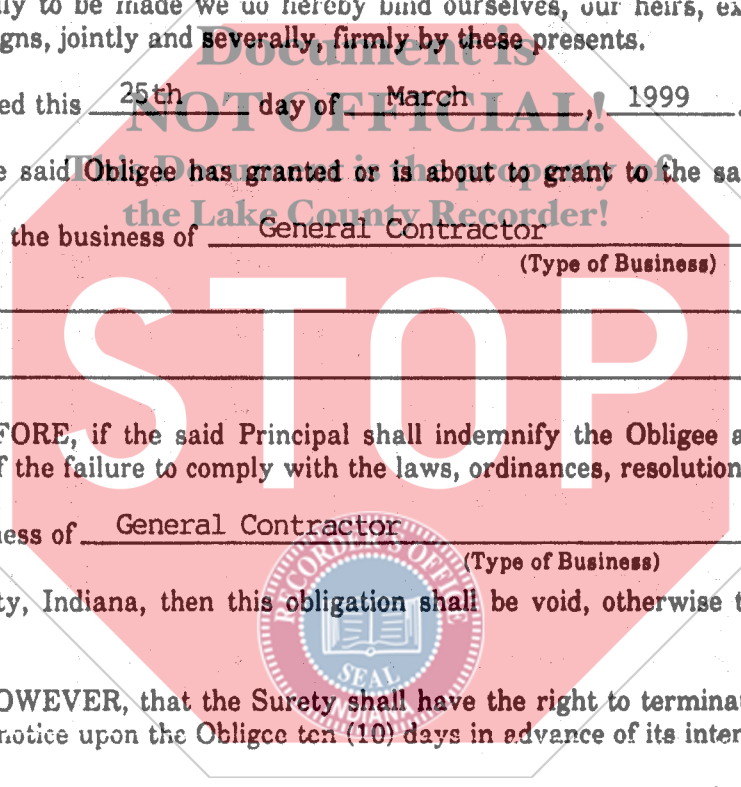 ly to be made we do hereby bind ourselves, our heirs, ex
gns, jointly and severally, firmly by these presents.
Document is
ed this 25th day of March, 1999.
NOT OFFICIAL!
e said Obligee has granted or is about to grant to the sa
This Document is the property of
the Lake County Recorder!
the business of General Contractor
(Type of Business)
STOP
FORE, if the said Principal shall indemnify the Obligee a
f the failure to comply with the laws, ordinances, resolution
ness of General Contractor
(Type of Business)
RECORDER'S OFFICE
ty, Indiana, then this obligation shall be void, otherwise t
SEAL
INDIANA
OWEVER, that the Surety shall have the right to terminat
notice upon the Obligee ten (10) days in advance of its inter